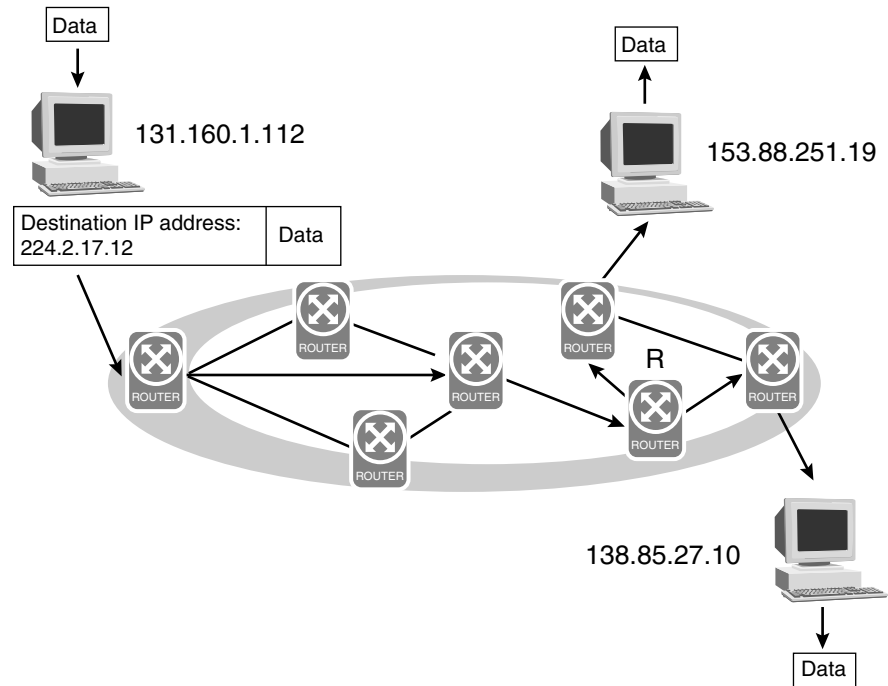 Data
131.160.1.112
Destination IP address:
224.2.17.12
Data
Data
153.88.251.19
ROUTER
ROUTER
ROUTER
ROUTER
ROUTER
R
ROUTER
ROUTER
138.85.27.10
Data